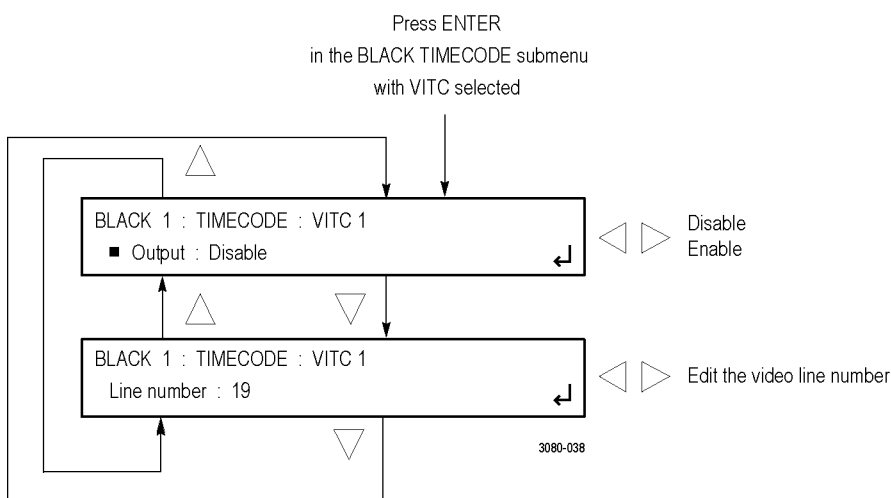 Press ENTER
in the BLACK TIMECODE submenu
with VITC selected
BLACK 1 : TIMECODE : VITC 1
■ Output : Disable
Disable
Enable
BLACK 1 : TIMECODE : VITC 1
Line number : 19
Edit the video line number
3080-038